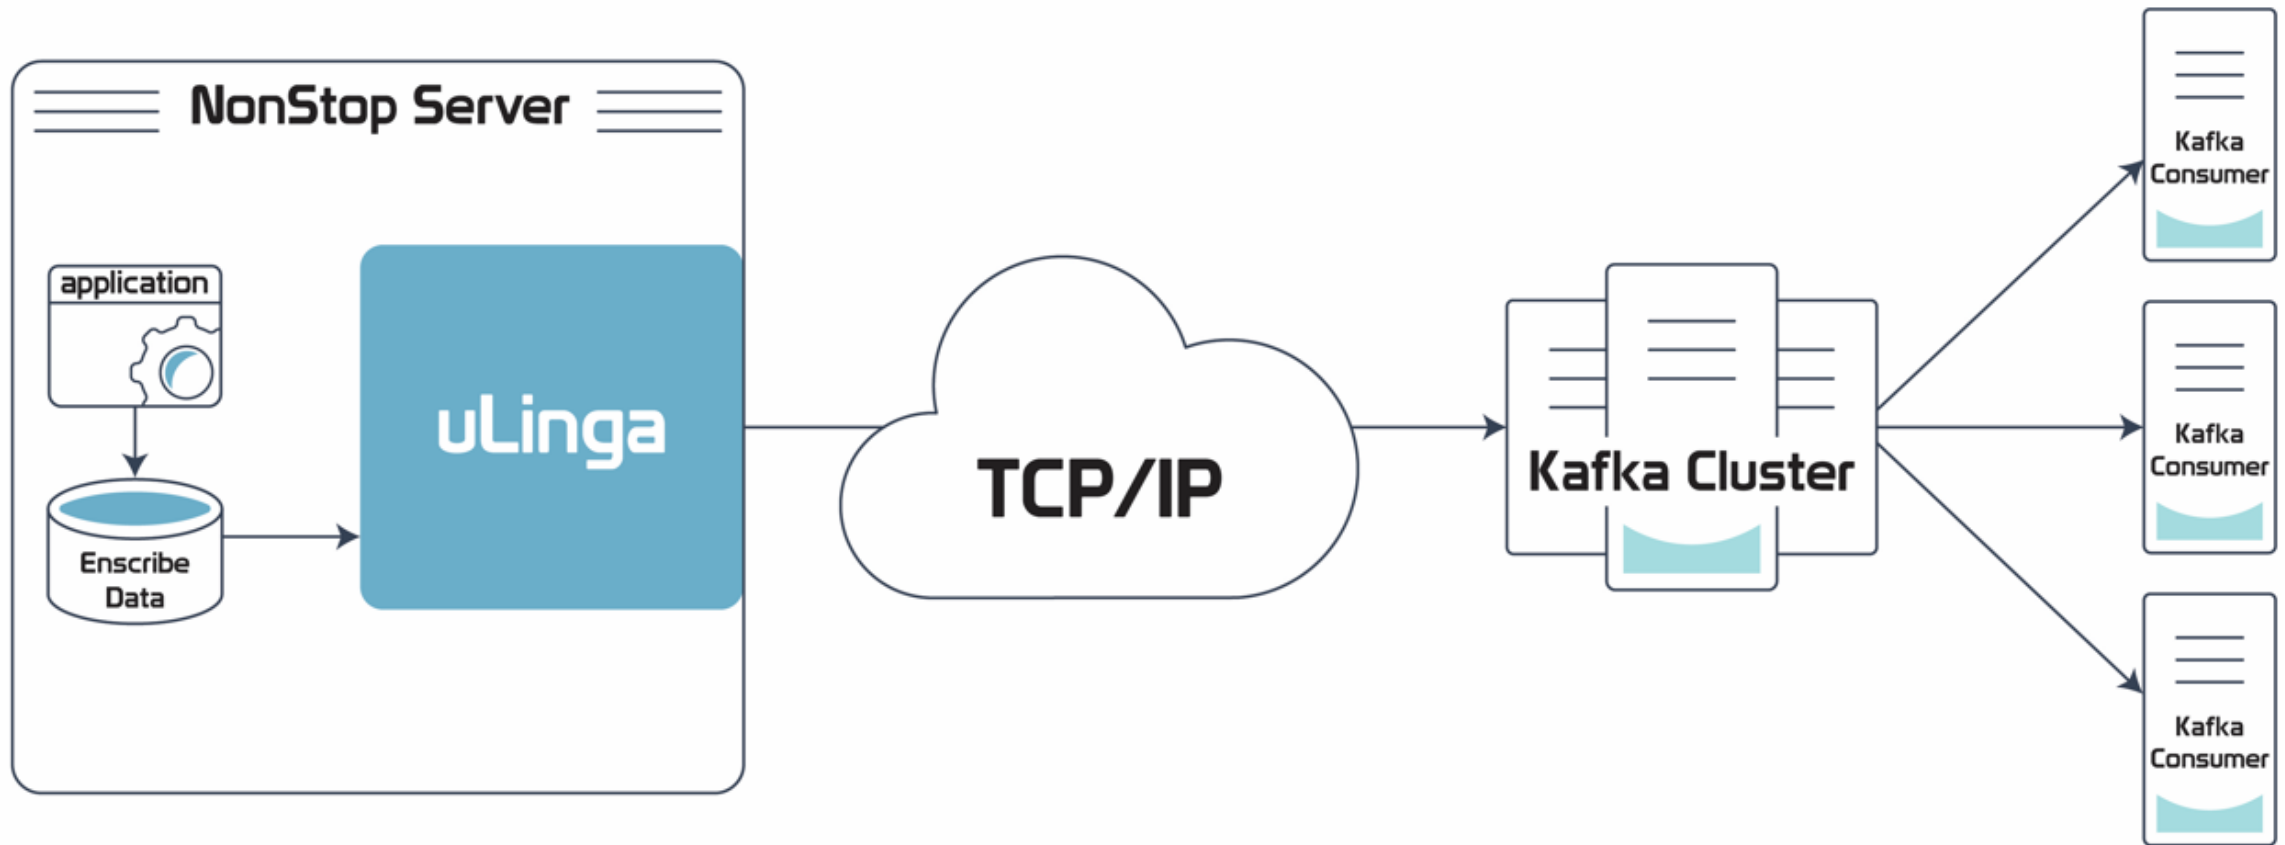 NonStop Server
application
Enscribe
Data
uLinga
TCP/IP
Kafka Cluster
Kafka
Consumer
Kafka
Consumer
Kafka
Consumer